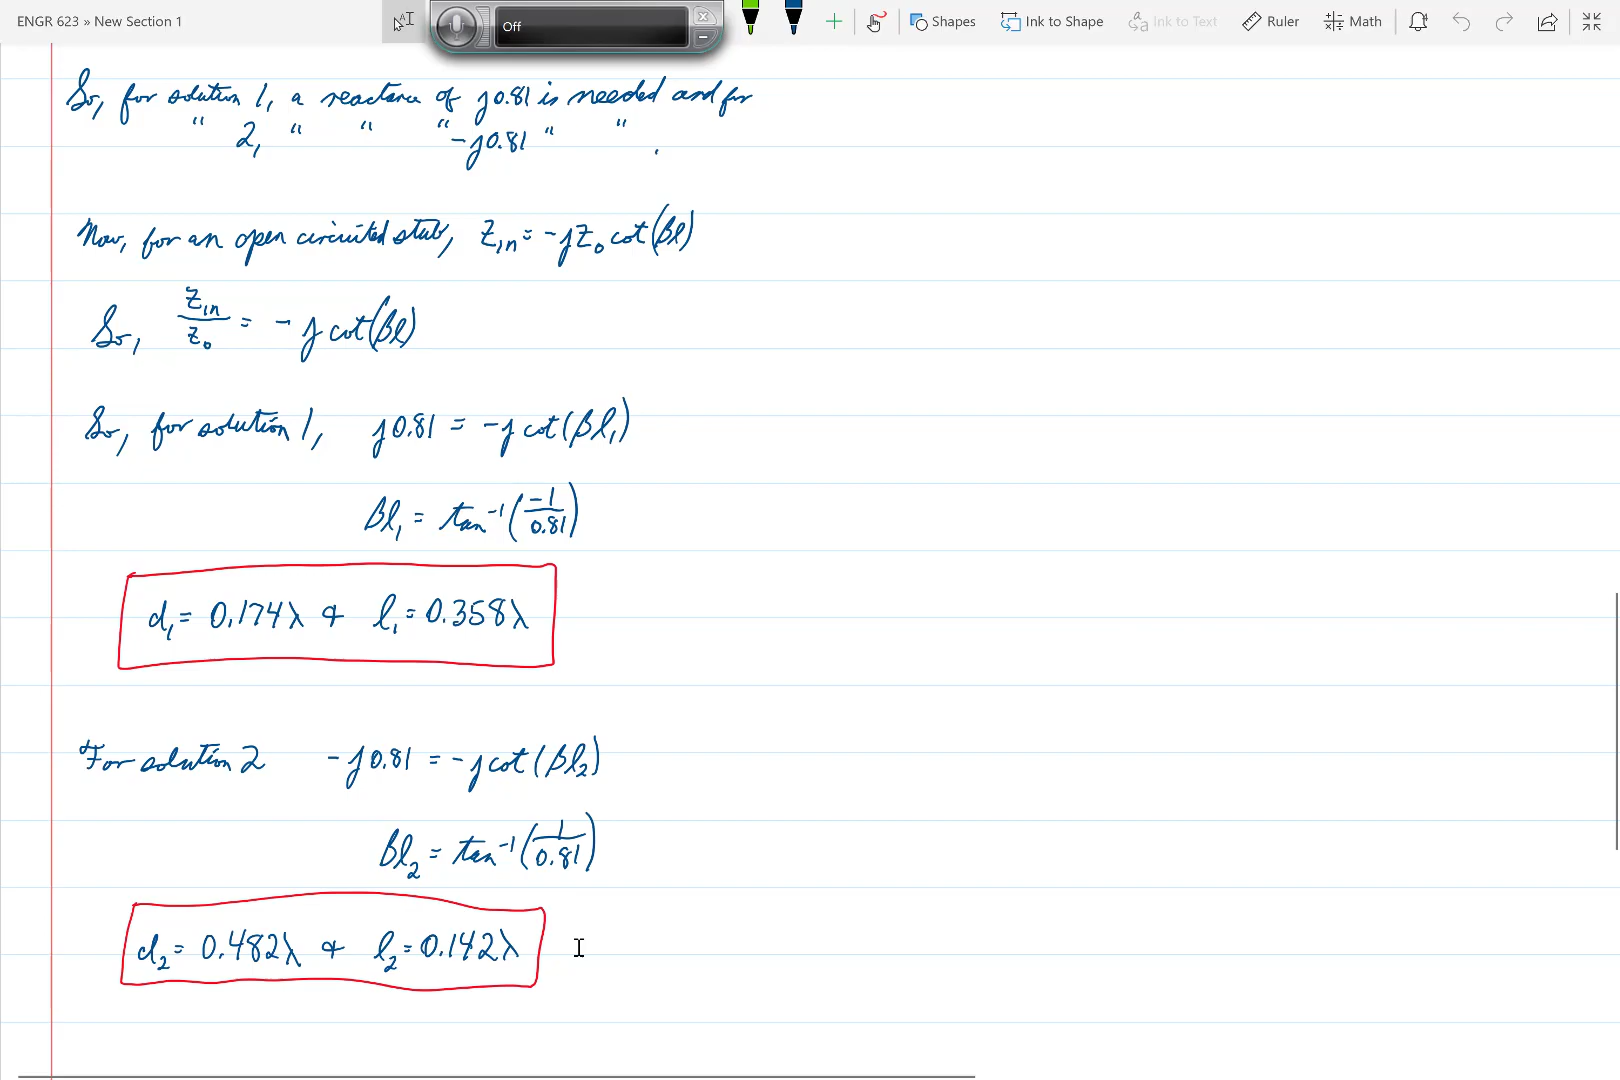 ENGR 623 » New Section 1
Off
Shapes
Ink to Shape
Ink to Text
Ruler
Math
So, for solution 1, a reactance of j0.81 is needed and for
" 2, " " " -j0.81 " " .
Now, for an open circuited stub, Zin = -jZ₀ cot(βl)
So, Zin/Z₀ = -j cot(βl)
So, for solution 1, j0.81 = -j cot(βl₁)
βl₁ = tan⁻¹(-1/0.81)
d₁ = 0.174λ & l₁ = 0.358λ
For solution 2 -j0.81 = -j cot(βl₂)
βl₂ = tan⁻¹(1/0.81)
d₂ = 0.482λ & l₂ = 0.142λ